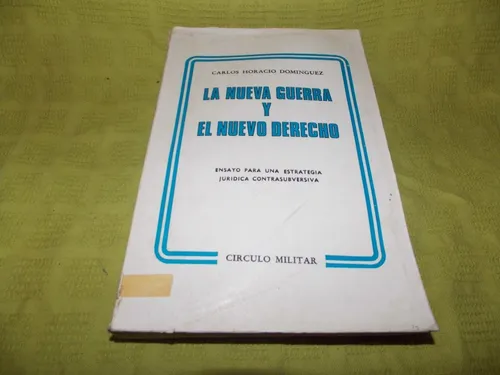 CARLOS HORACIO DOMINGUEZ
LA NUEVA GUERRA
Y
EL NUEVO DERECHO
ENSAYO PARA UNA ESTRATEGIA
JURIDICA CONTRASUBVERSIVA
CIRCULO MILITAR